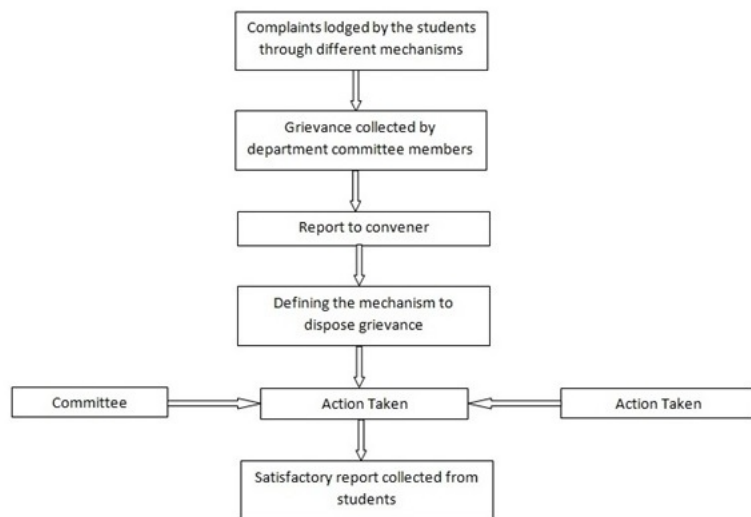 Complaints lodged by the students
through different mechanisms
Grievance collected by
department committee members
Report to convener
Defining the mechanism to
dispose grievance
Committee
Action Taken
Action Taken
Satisfactory report collected from
students